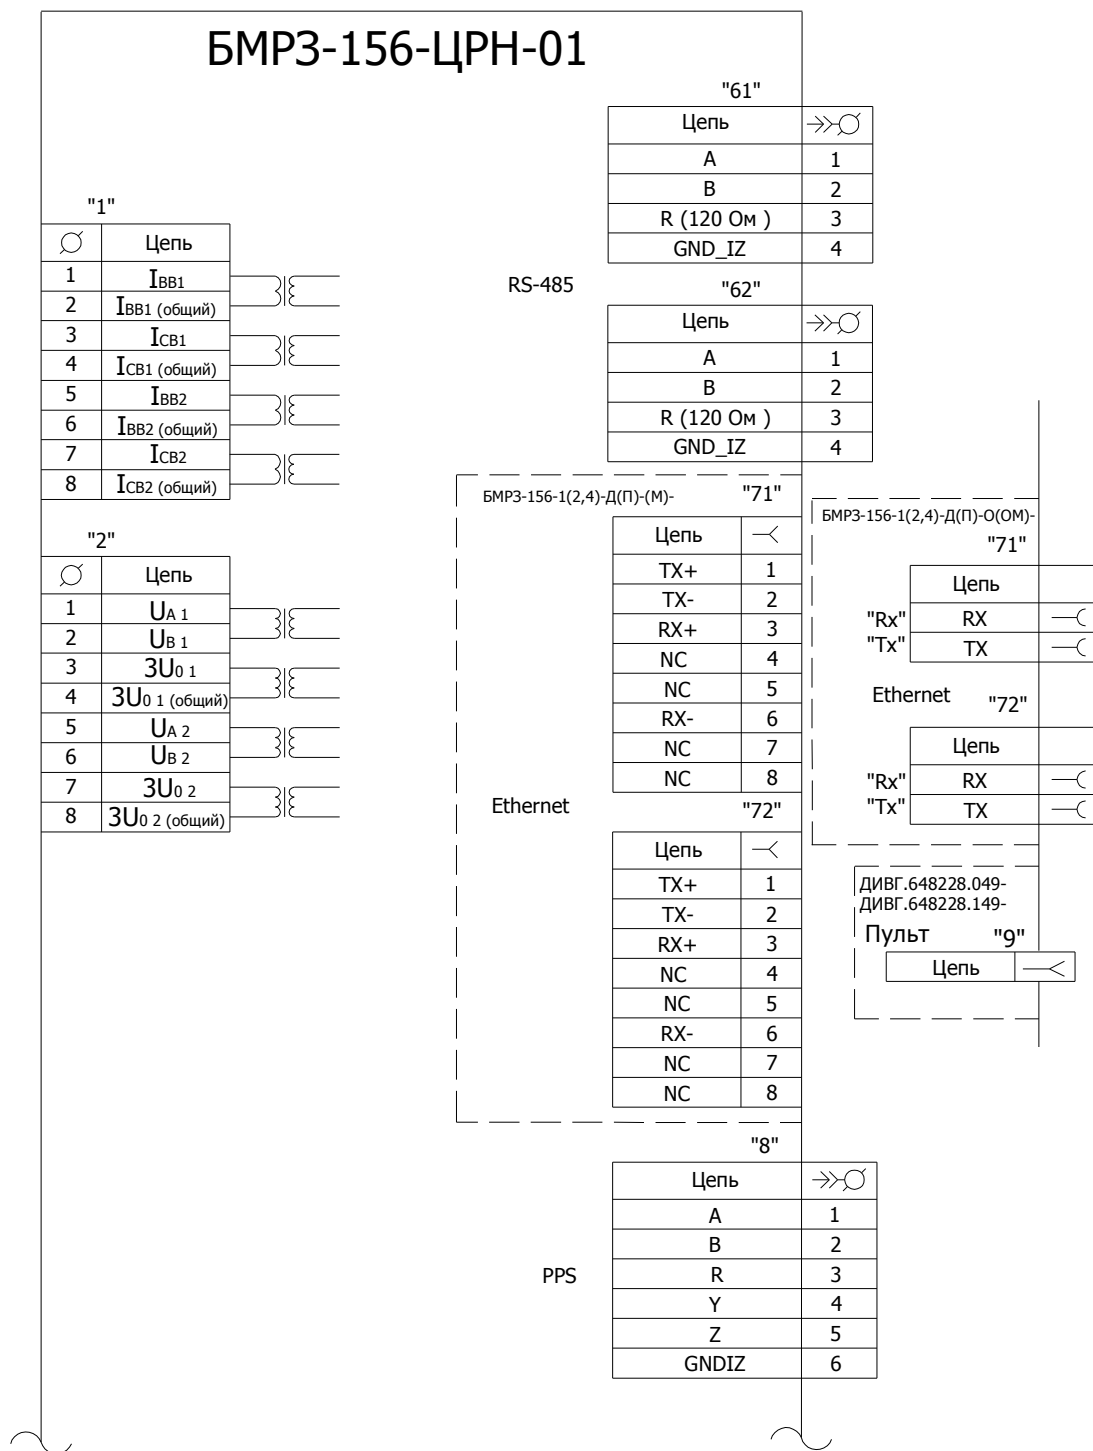 БМРЗ-156-ЦРН-01
"1"
Цепь
1 IВВ1
2 IВВ1 (общий)
3 IСВ1
4 IСВ1 (общий)
5 IВВ2
6 IВВ2 (общий)
7 IСВ2
8 IСВ2 (общий)
"2"
Цепь
1 UА 1
2 UВ 1
3 3U0 1
4 3U0 1 (общий)
5 UА 2
6 UВ 2
7 3U0 2
8 3U0 2 (общий)
RS-485
"61"
Цепь
A 1
B 2
R (120 Ом ) 3
GND_IZ 4
"62"
Цепь
A 1
B 2
R (120 Ом ) 3
GND_IZ 4
БМРЗ-156-1(2,4)-Д(П)-(М)-
Ethernet
"71"
Цепь
TX+ 1
TX- 2
RX+ 3
NC 4
NC 5
RX- 6
NC 7
NC 8
"72"
Цепь
TX+ 1
TX- 2
RX+ 3
NC 4
NC 5
RX- 6
NC 7
NC 8
БМРЗ-156-1(2,4)-Д(П)-О(ОМ)-
"71"
Цепь
"Rx" RX
"Tx" TX
Ethernet
"72"
Цепь
"Rx" RX
"Tx" TX
ДИВГ.648228.049-
ДИВГ.648228.149-
Пульт "9"
Цепь
PPS
"8"
Цепь
A 1
B 2
R 3
Y 4
Z 5
GNDIZ 6